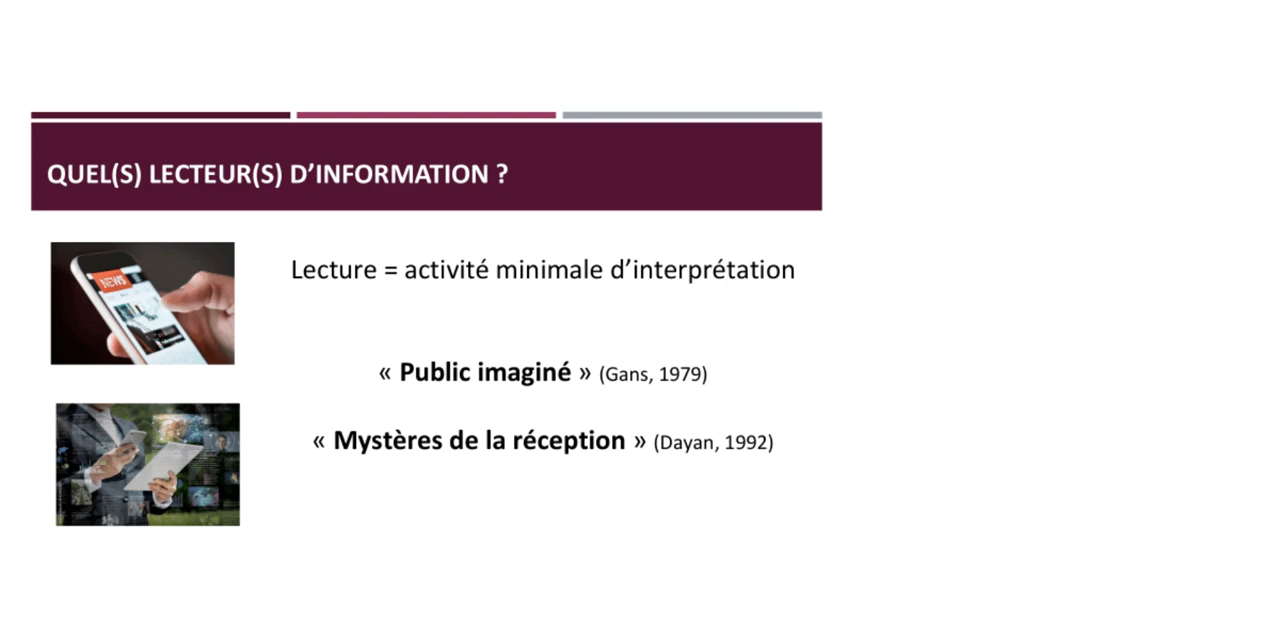 QUEL(S) LECTEUR(S) D’INFORMATION ?
NEWS
Lecture = activité minimale d’interprétation
« Public imaginé » (Gans, 1979)
« Mystères de la réception » (Dayan, 1992)